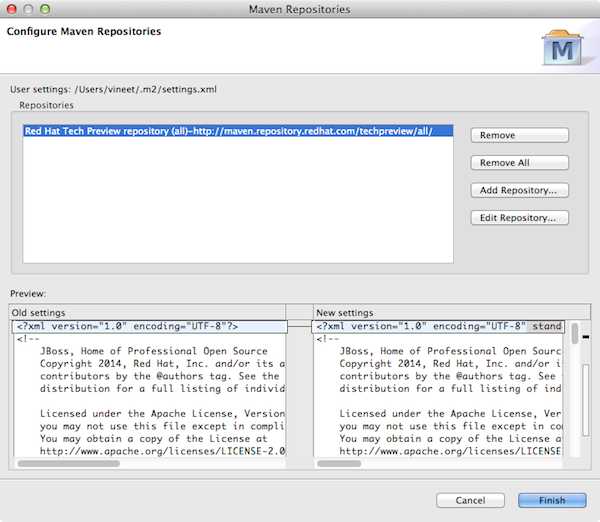 Maven Repositories
Configure Maven Repositories
M
User settings: /Users/vineet/.m2/settings.xml
Repositories
Red Hat Tech Preview repository (all)-http://maven.repository.redhat.com/techpreview/all/
Remove
Remove All
Add Repository...
Edit Repository...
Preview:
Old settings
<?xml version="1.0" encoding="UTF-8"?>
<!--
JBoss, Home of Professional Open Source
Copyright 2014, Red Hat, Inc. and/or its a
contributors by the @authors tag. See the
distribution for a full listing of individ
Licensed under the Apache License, Version
you may not use this file except in compli
You may obtain a copy of the License at
http://www.apache.org/licenses/LICENSE-2.0
New settings
<?xml version="1.0" encoding="UTF-8" stand
<!--
JBoss, Home of Professional Open
Copyright 2014, Red Hat, Inc. and
contributors by the @authors tag.
distribution for a full listing of ind
Licensed under the Apache License, Ver
you may not use this file except in co
You may obtain a copy of the License a
http://www.apache.org/licenses/LICENS
Cancel
Finish